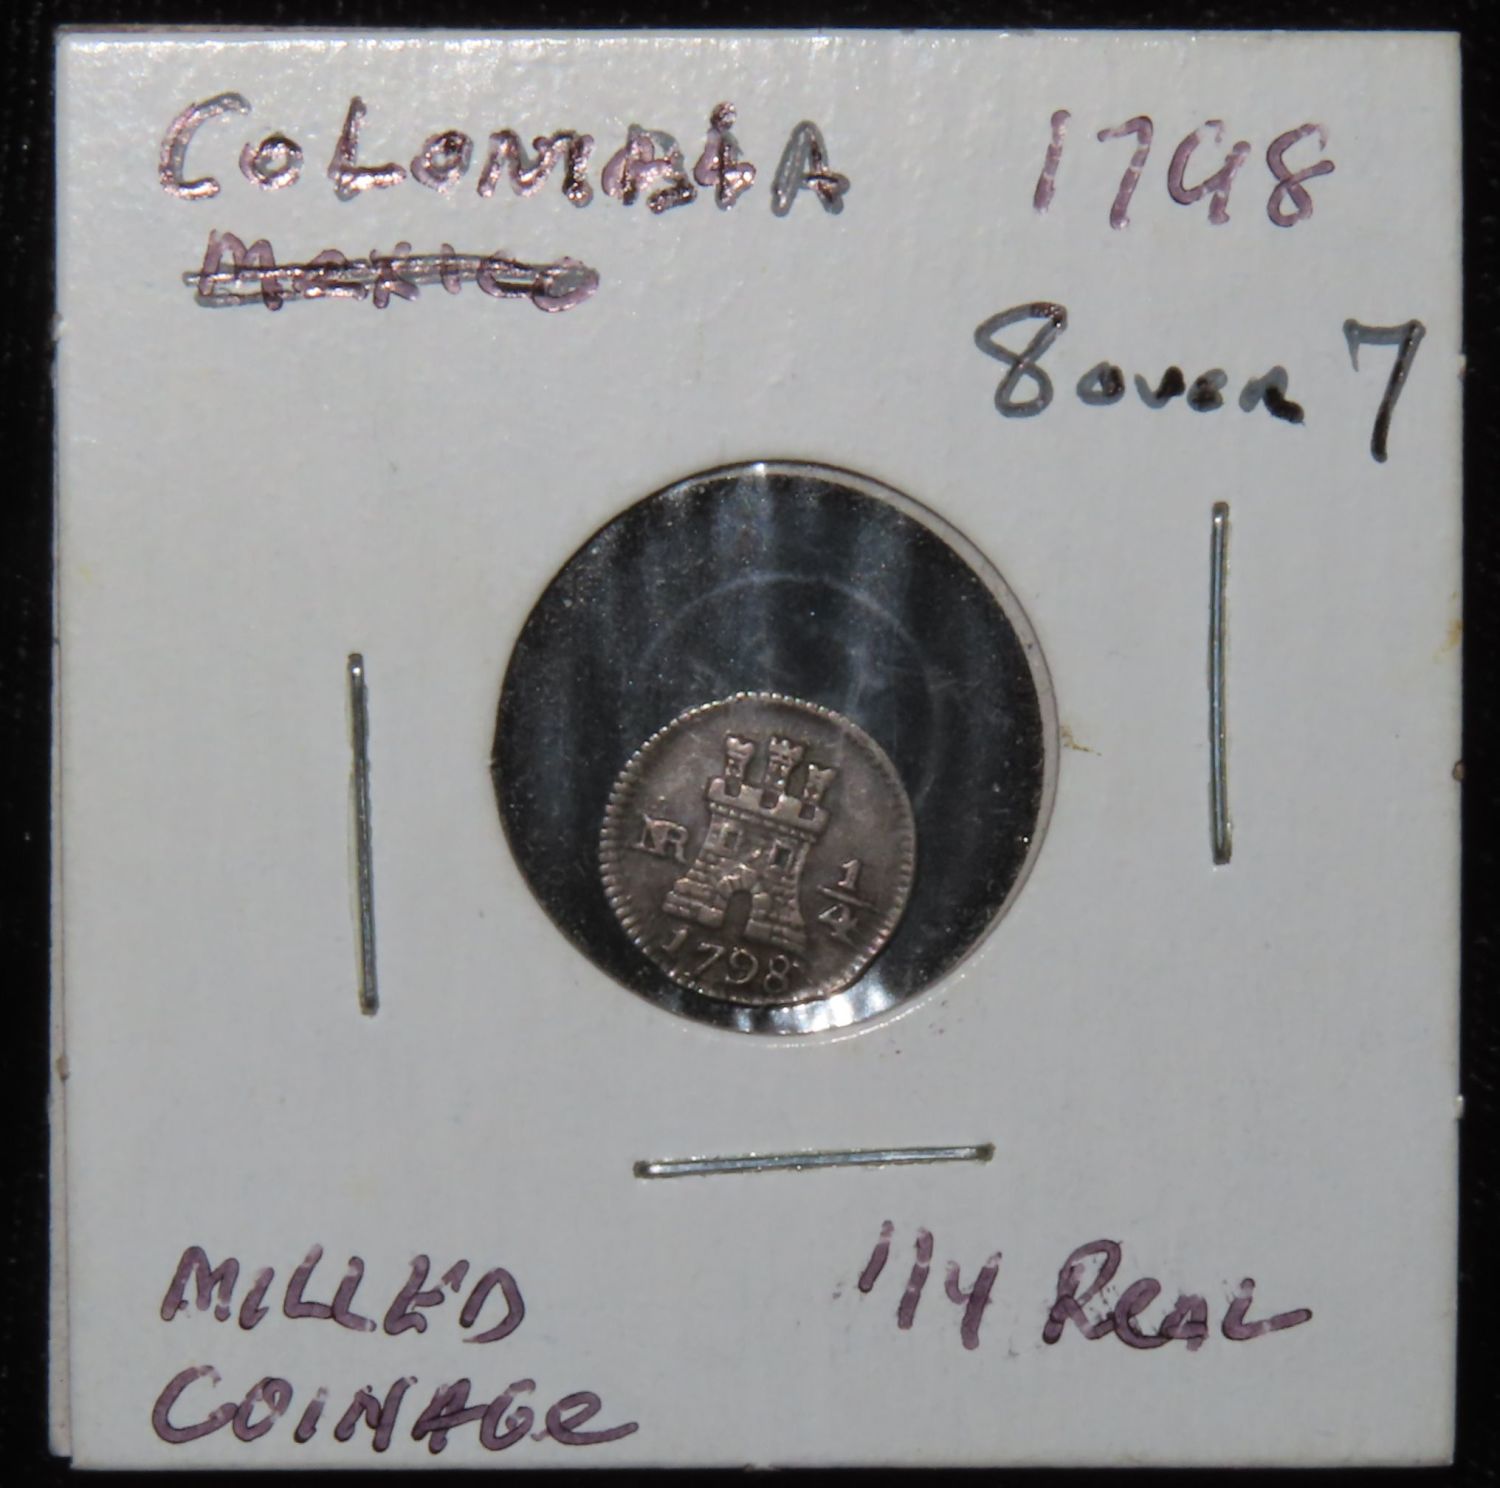 COLOMBIA 1798
MEXICO
8 OVER 7
NR
1/4
1798
MILLED 1/4 REAL
COINAGE